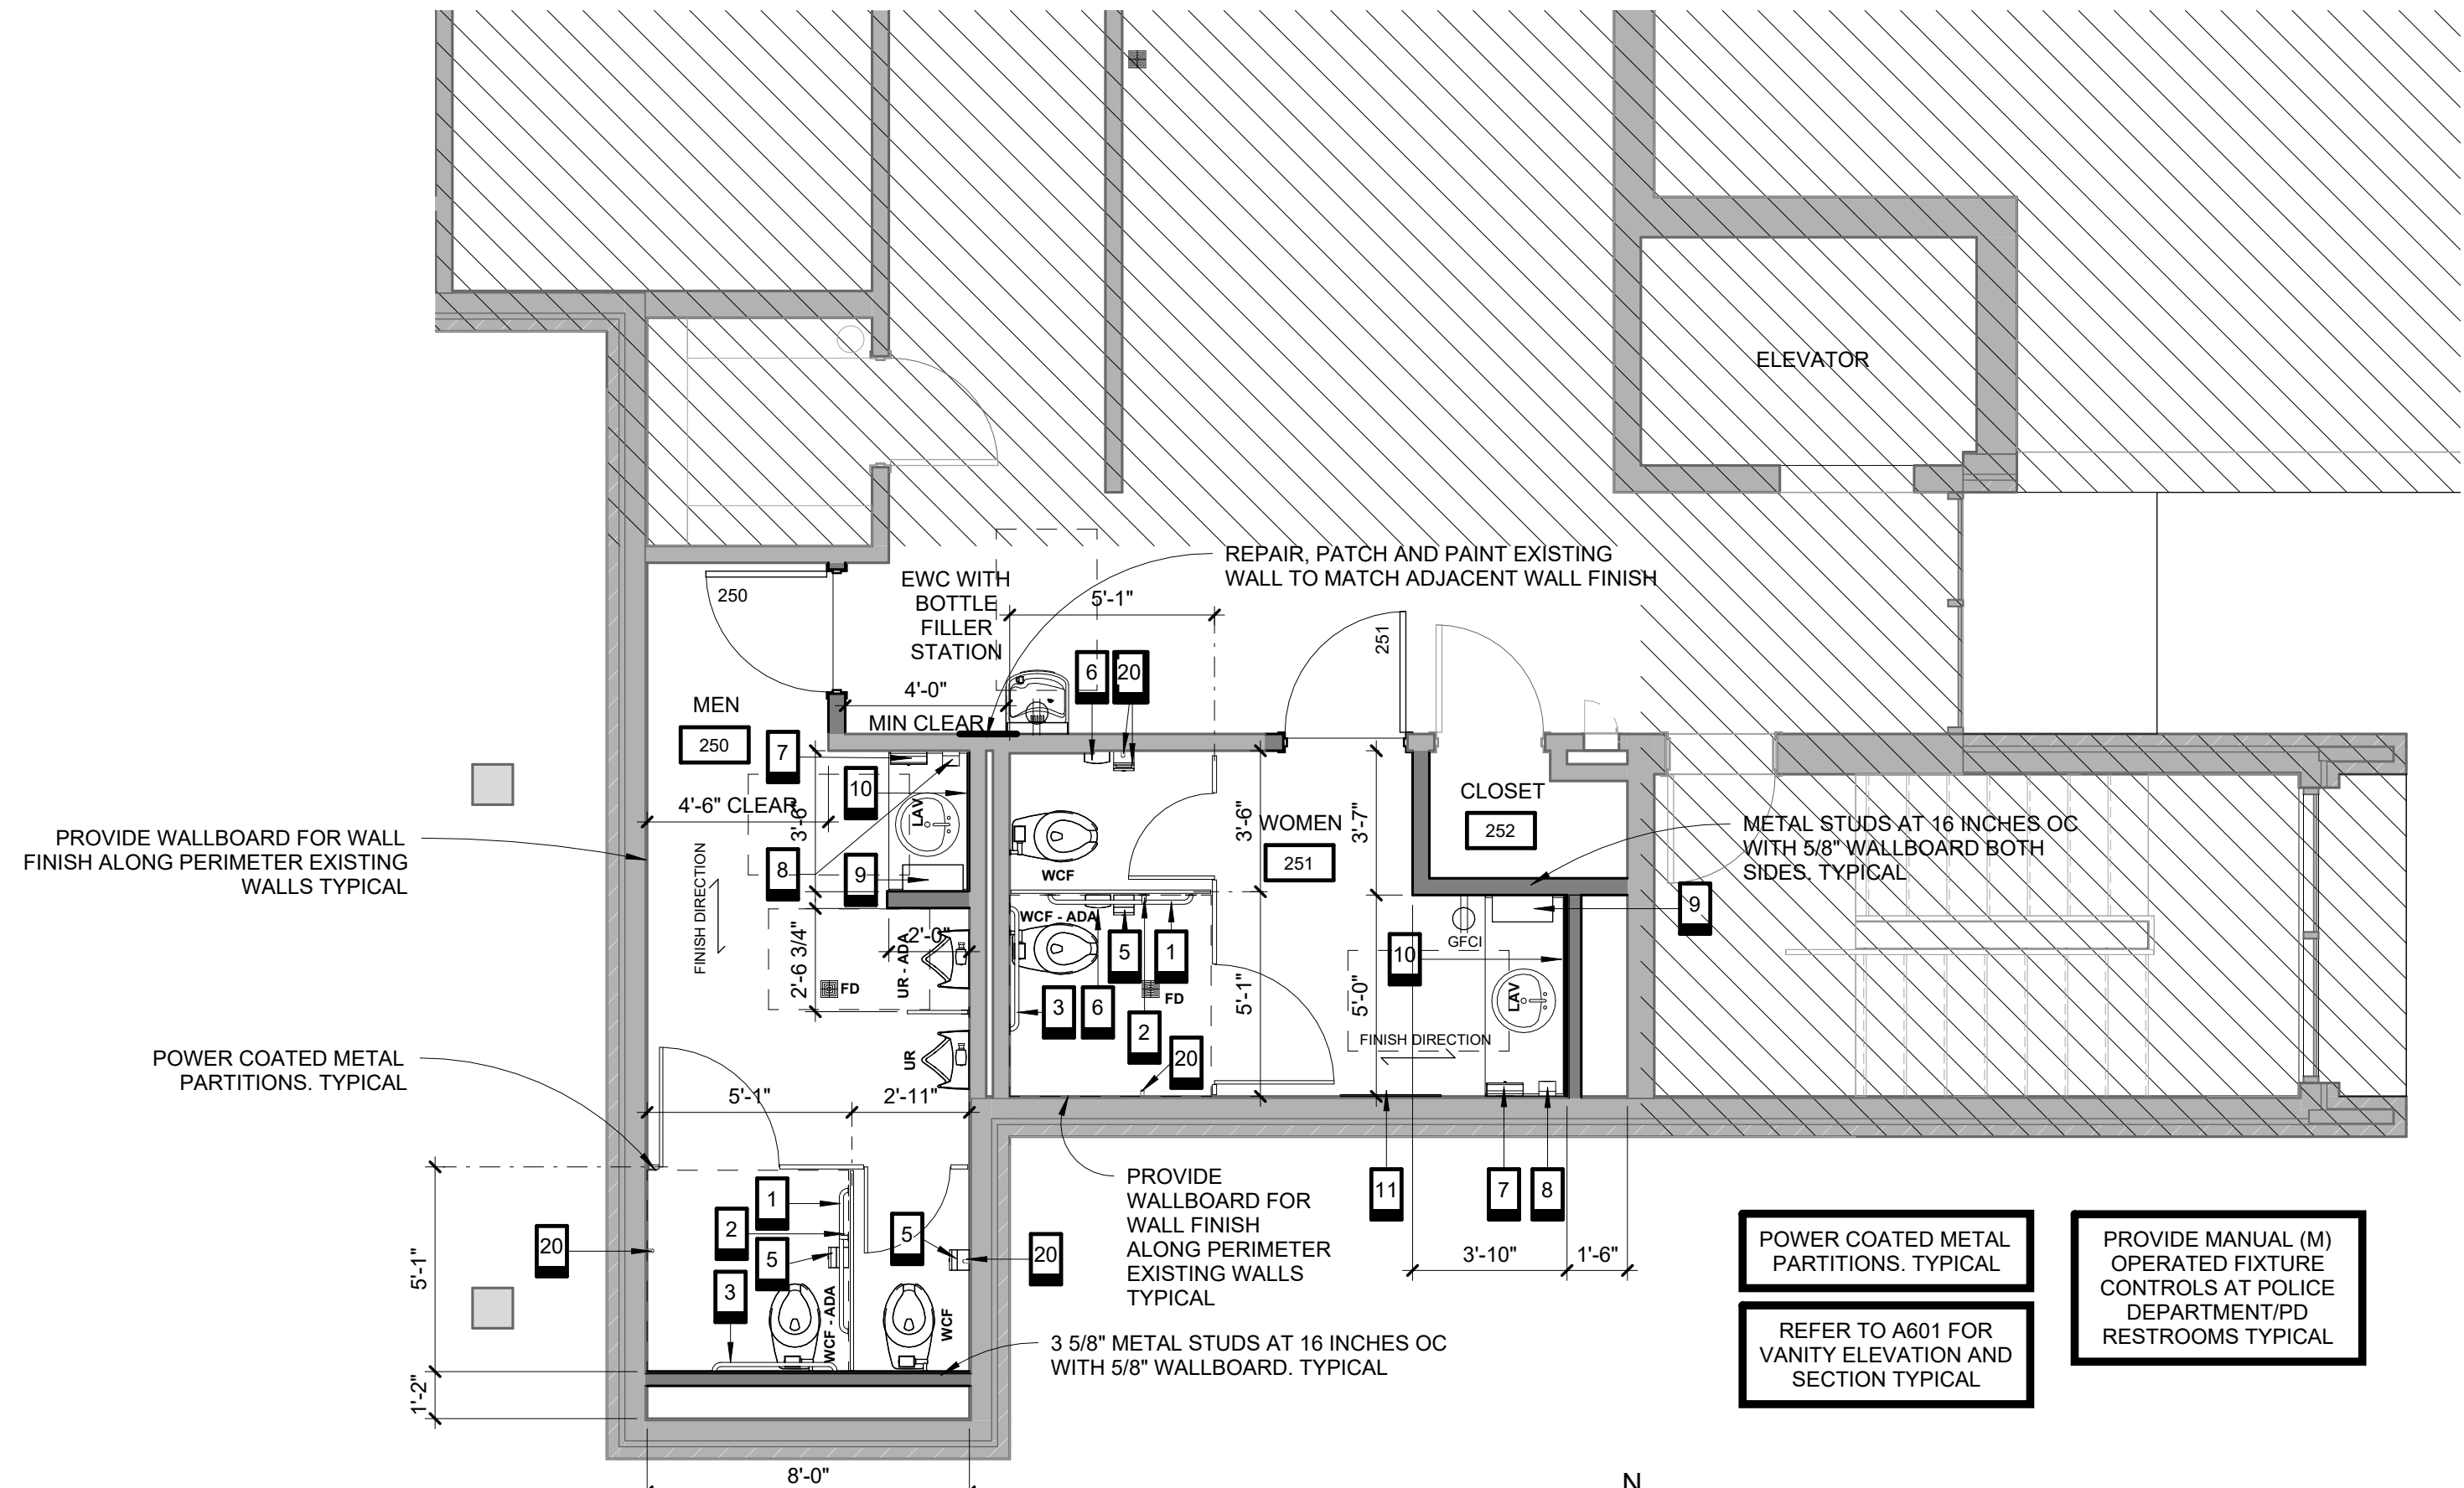 ELEVATOR
REPAIR, PATCH AND PAINT EXISTING
WALL TO MATCH ADJACENT WALL FINISH
EWC WITH
BOTTLE
FILLER
STATION
250
5'-1"
251
6
20
4'-0"
MIN CLEAR
MEN
250
7
10
4'-6" CLEAR
3'-6"
LAV
8
9
PROVIDE WALLBOARD FOR WALL
FINISH ALONG PERIMETER EXISTING
WALLS TYPICAL
FINISH DIRECTION
WCF
3'-6"
WOMEN
251
3'-7"
CLOSET
252
METAL STUDS AT 16 INCHES OC
WITH 5/8" WALLBOARD BOTH
SIDES. TYPICAL
9
WCF - ADA
5
1
2'-0"
UR - ADA
2'-6 3/4"
FD
3
6
2
FD
20
5'-1"
5'-0"
10
GFCI
LAV
FINISH DIRECTION
UR
POWER COATED METAL
PARTITIONS. TYPICAL
5'-1"
2'-11"
1
2
5
3
5
20
20
5'-1"
WCF - ADA
WCF
1'-2"
8'-0"
PROVIDE
WALLBOARD FOR
WALL FINISH
ALONG PERIMETER
EXISTING WALLS
TYPICAL
11
7
8
3'-10"
1'-6"
3 5/8" METAL STUDS AT 16 INCHES OC
WITH 5/8" WALLBOARD. TYPICAL
POWER COATED METAL
PARTITIONS. TYPICAL
REFER TO A601 FOR
VANITY ELEVATION AND
SECTION TYPICAL
PROVIDE MANUAL (M)
OPERATED FIXTURE
CONTROLS AT POLICE
DEPARTMENT/PD
RESTROOMS TYPICAL
N